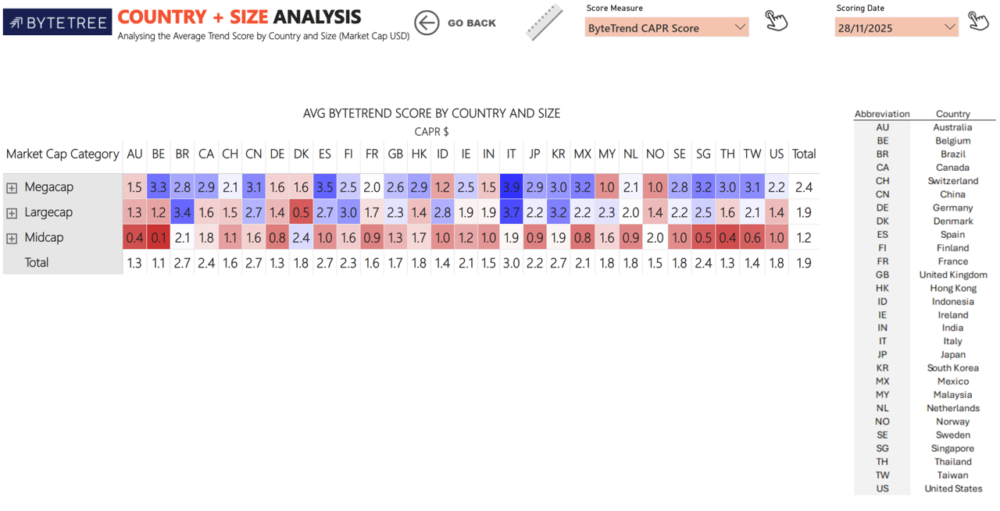 BYTETREE
COUNTRY + SIZE ANALYSIS
Analysing the Average Trend Score by Country and Size (Market Cap USD)
GO BACK
Score Measure
ByteTrend CAPR Score
Scoring Date
28/11/2025
AVG BYTETREND SCORE BY COUNTRY AND SIZE
CAPR $
Market Cap Category AU BE BR CA CH CN DE DK ES FI FR GB HK ID IE IN IT JP KR MX MY NL NO SE SG TH TW US Total
Megacap 1.5 3.3 2.8 2.9 2.1 3.1 1.6 1.6 3.5 2.5 2.0 2.6 2.9 1.2 2.5 1.5 3.9 2.9 3.0 3.2 1.0 2.1 1.0 2.8 3.2 3.0 3.1 2.2 2.4
Largecap 1.3 1.2 3.4 1.6 1.5 2.7 1.4 0.5 2.7 3.0 1.7 2.3 1.4 2.8 1.9 1.9 3.7 2.2 3.2 2.2 2.3 2.0 1.4 2.2 2.5 1.6 2.1 1.4 1.9
Midcap 0.4 0.1 2.1 1.8 1.1 1.6 0.8 2.4 1.0 1.6 0.9 1.3 1.7 1.0 1.2 1.0 1.9 0.9 1.9 0.8 1.6 0.9 2.0 1.0 0.5 0.4 0.6 1.0 1.2
Total 1.3 1.1 2.7 2.4 1.6 2.7 1.3 1.8 2.7 2.3 1.6 1.7 1.8 1.4 2.1 1.5 3.0 2.2 2.7 2.1 1.8 1.8 1.5 1.8 2.4 1.3 1.4 1.8 1.9
Abbreviation Country
AU Australia
BE Belgium
BR Brazil
CA Canada
CH Switzerland
CN China
DE Germany
DK Denmark
ES Spain
FI Finland
FR France
GB United Kingdom
HK Hong Kong
ID Indonesia
IE Ireland
IN India
IT Italy
JP Japan
KR South Korea
MX Mexico
MY Malaysia
NL Netherlands
NO Norway
SE Sweden
SG Singapore
TH Thailand
TW Taiwan
US United States